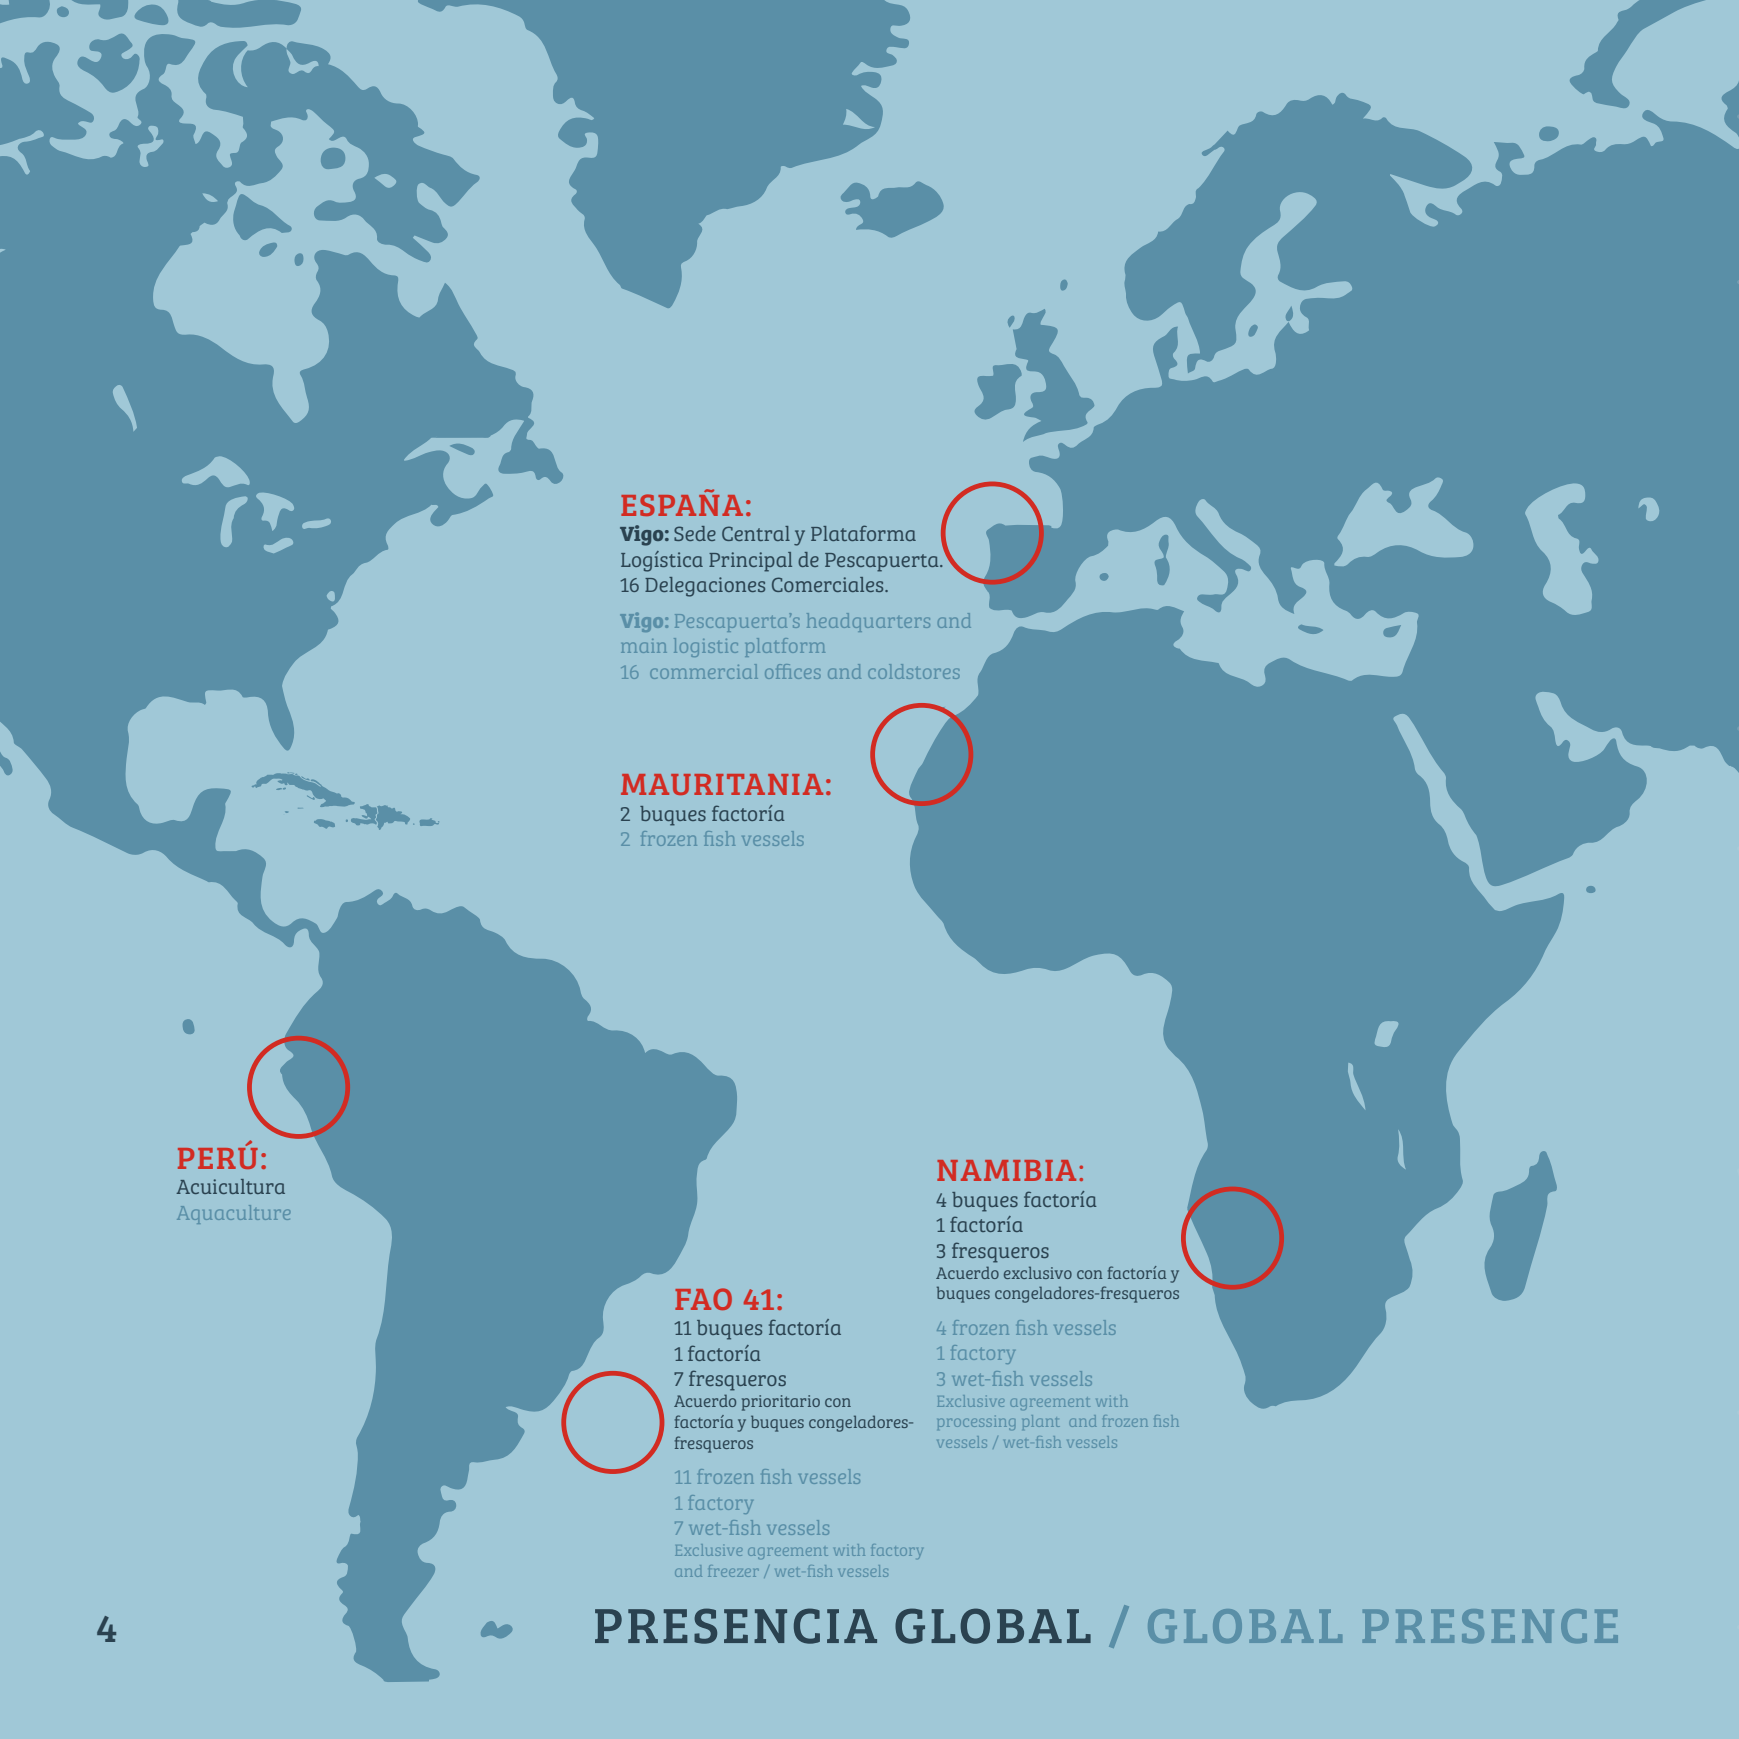 ESPAÑA:
Vigo: Sede Central y Plataforma
Logística Principal de Pescapuerta.
16 Delegaciones Comerciales.
Vigo: Pescapuerta's headquarters and
main logistic platform
16 commercial offices and coldstores
MAURITANIA:
2 buques factoría
2 frozen fish vessels
PERÚ:
Acuicultura
Aquaculture
NAMIBIA:
4 buques factoría
1 factoría
3 fresqueros
Acuerdo exclusivo con factoría y
buques congeladores-fresqueros
4 frozen fish vessels
1 factory
3 wet-fish vessels
Exclusive agreement with
processing plant and frozen fish
vessels / wet-fish vessels
FAO 41:
11 buques factoría
1 factoría
7 fresqueros
Acuerdo prioritario con
factoría y buques congeladores-
fresqueros
11 frozen fish vessels
1 factory
7 wet-fish vessels
Exclusive agreement with factory
and freezer / wet-fish vessels
4
PRESENCIA GLOBAL / GLOBAL PRESENCE